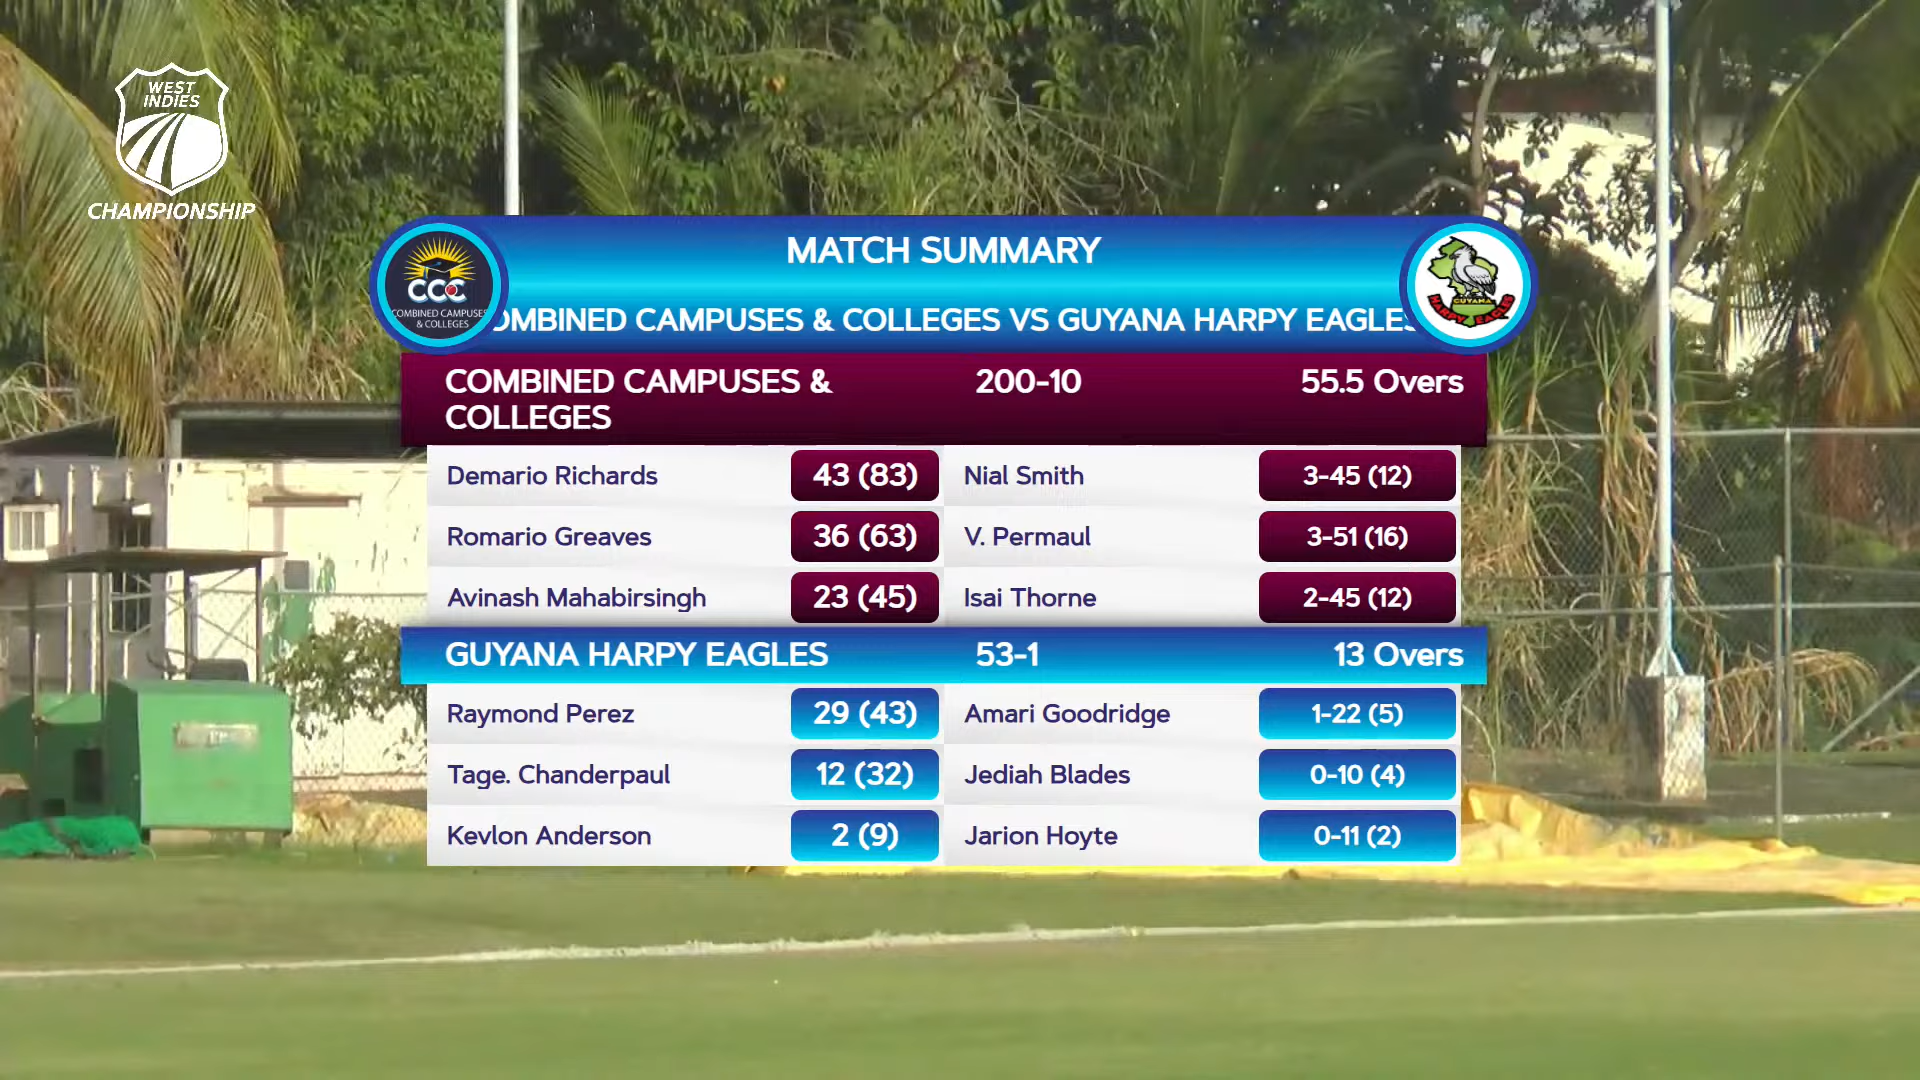 WEST
INDIES
CHAMPIONSHIP
MATCH SUMMARY
CCC
COMBINED CAMPUSES
& COLLEGES
OMBINED CAMPUSES & COLLEGES VS GUYANA HARPY EAGLES
GUYANA
HARPY EAGLES
COMBINED CAMPUSES & 200-10 55.5 Overs
COLLEGES
Demario Richards 43 (83) Nial Smith 3-45 (12)
Romario Greaves 36 (63) V. Permaul 3-51 (16)
Avinash Mahabirsingh 23 (45) Isai Thorne 2-45 (12)
GUYANA HARPY EAGLES 53-1 13 Overs
Raymond Perez 29 (43) Amari Goodridge 1-22 (5)
Tage. Chanderpaul 12 (32) Jediah Blades 0-10 (4)
Kevlon Anderson 2 (9) Jarion Hoyte 0-11 (2)